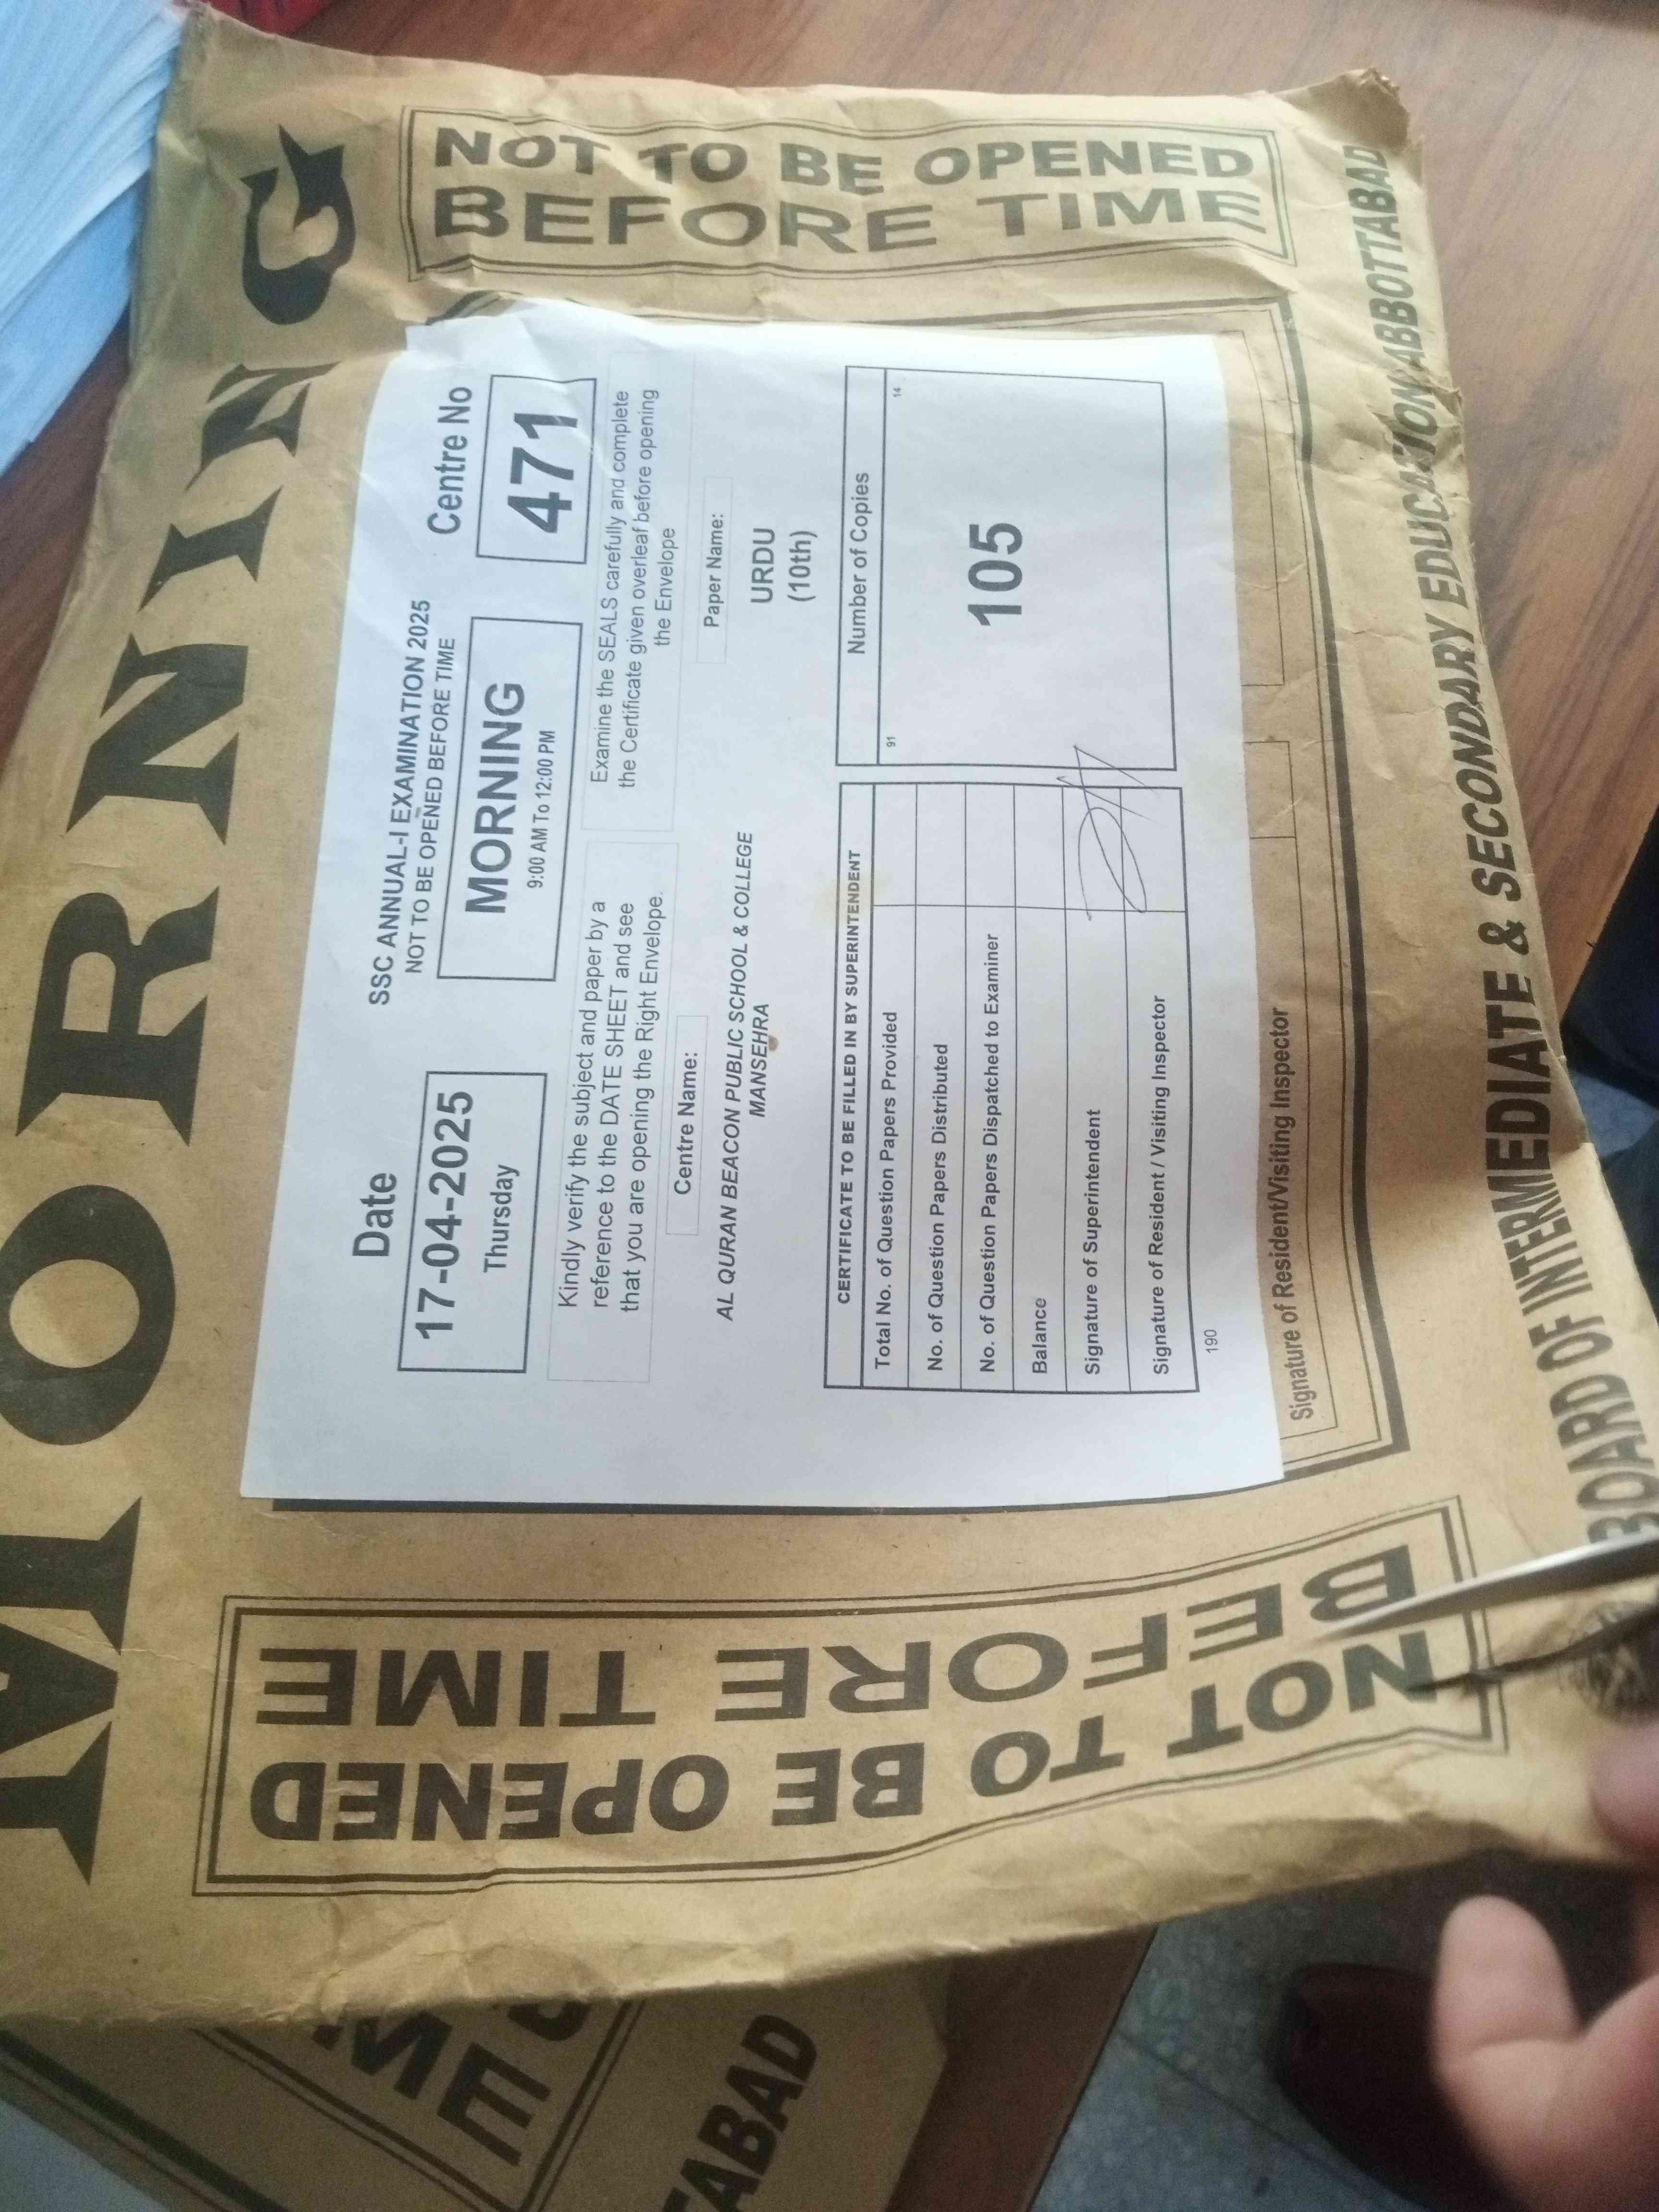 MORNING
NOT TO BE OPENED
BEFORE TIME
Date
17-04-2025
Thursday
SSC ANNUAL-I EXAMINATION 2025
NOT TO BE OPENED BEFORE TIME
MORNING
9:00 AM To 12:00 PM
Centre No
471
Kindly verify the subject and paper by a
reference to the DATE SHEET and see
that you are opening the Right Envelope.
Examine the SEALS carefully and complete
the Certificate given overleaf before opening
the Envelope
Centre Name:
AL QURAN BEACON PUBLIC SCHOOL & COLLEGE
MANSEHRA
Paper Name:
URDU
(10th)
CERTIFICATE TO BE FILLED IN BY SUPERINTENDENT
Total No. of Question Papers Provided
No. of Question Papers Distributed
No. of Question Papers Dispatched to Examiner
Balance
Signature of Superintendent
Signature of Resident / Visiting Inspector
Number of Copies
91 14
105
190
Signature of Resident/Visiting Inspector
BOARD OF INTERMEDIATE & SECONDARY EDUCATION ABBOTTABAD
NOT TO BE OPENED
BEFORE TIME
TABAD